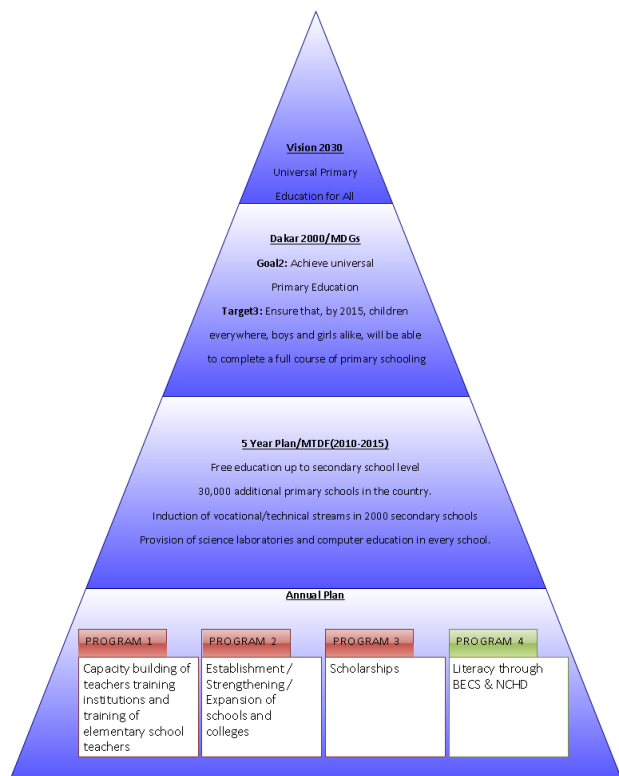 Vision 2030
Universal Primary
Education for All
Dakar 2000/MDGs
Goal2: Achieve universal
Primary Education
Target3: Ensure that, by 2015, children
everywhere, boys and girls alike, will be able
to complete a full course of primary schooling
5 Year Plan/MTDF(2010-2015)
Free education up to secondary school level
30,000 additional primary schools in the country.
Induction of vocational/technical streams in 2000 secondary schools
Provision of science laboratories and computer education in every school.
Annual Plan
PROGRAM 1
Capacity building of
teachers training
institutions and
training of
elementary school
teachers
PROGRAM 2
Establishment /
Strengthening /
Expansion of
schools and
colleges
PROGRAM 3
Scholarships
PROGRAM 4
Literacy through
BECS & NCHD